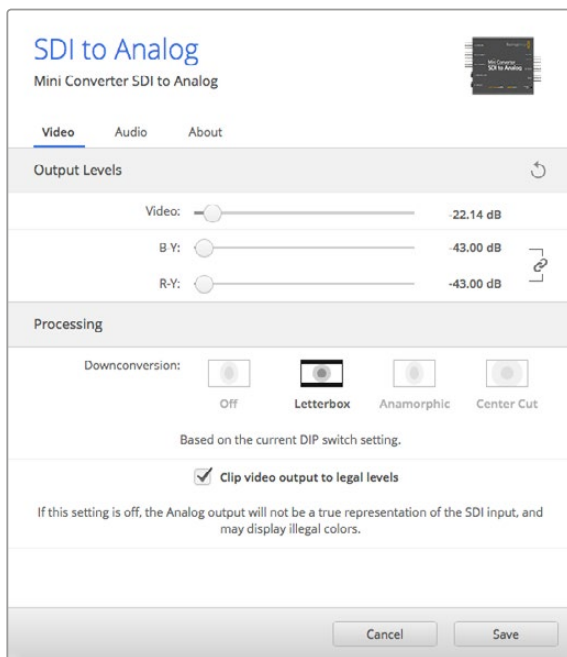 SDI to Analog
Mini Converter SDI to Analog
Mini Converter
SDI to Analog
Video Audio About
Output Levels
Video: -22.14 dB
B-Y: -43.00 dB
R-Y: -43.00 dB
Processing
Downconversion:
Off Letterbox Anamorphic Center Cut
Based on the current DIP switch setting.
Clip video output to legal levels
If this setting is off, the Analog output will not be a true representation of the SDI input, and
may display illegal colors.
Cancel Save